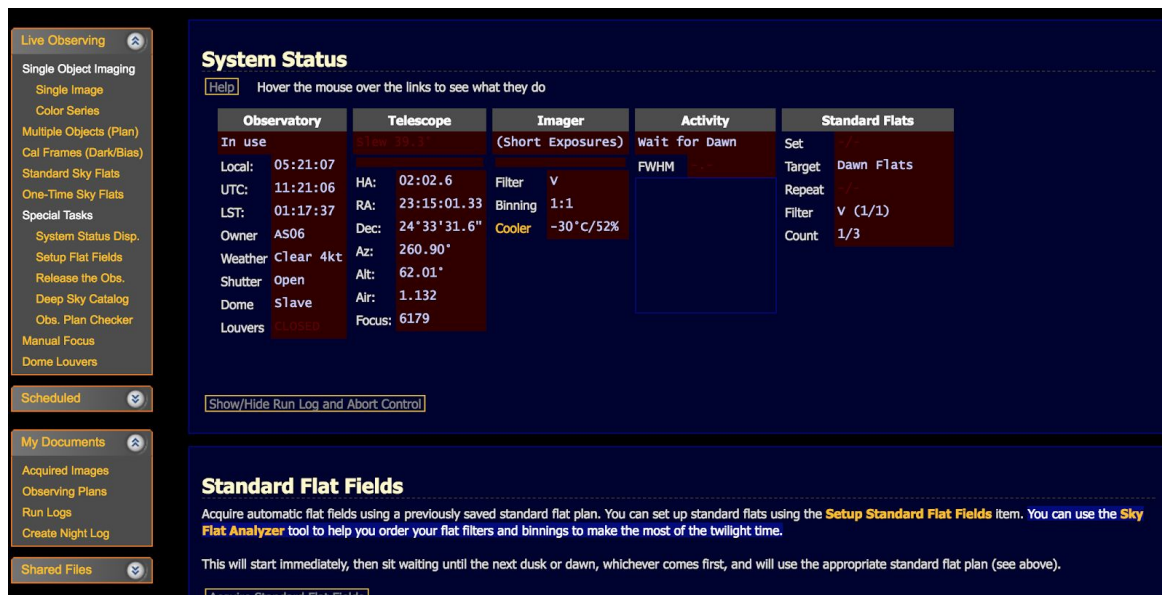 Live Observing
Single Object Imaging
Single Image
Color Series
Multiple Objects (Plan)
Cal Frames (Dark/Bias)
Standard Sky Flats
One-Time Sky Flats
Special Tasks
System Status Disp.
Setup Flat Fields
Release the Obs.
Deep Sky Catalog
Obs. Plan Checker
Manual Focus
Dome Louvers
Scheduled
My Documents
Acquired Images
Observing Plans
Run Logs
Create Night Log
Shared Files
System Status
Help Hover the mouse over the links to see what they do
Observatory
In use
Local: 05:21:07
UTC: 11:21:06
LST: 01:17:37
Owner AS06
Weather Clear 4kt
Shutter Open
Dome Slave
Louvers CLOSED
Telescope
Slew 39.3°
HA: 02:02.6
RA: 23:15:01.33
Dec: 24°33'31.6"
Az: 260.90°
Alt: 62.01°
Air: 1.132
Focus: 6179
Imager
(Short Exposures)
Filter V
Binning 1:1
Cooler -30°C/52%
Activity
Wait for Dawn
FWHM -.-
Standard Flats
Set -/-
Target Dawn Flats
Repeat -/-
Filter V (1/1)
Count 1/3
Show/Hide Run Log and Abort Control
Standard Flat Fields
Acquire automatic flat fields using a previously saved standard flat plan. You can set up standard flats using the Setup Standard Flat Fields item. You can use the Sky
Flat Analyzer tool to help you order your flat filters and binnings to make the most of the twilight time.
This will start immediately, then sit waiting until the next dusk or dawn, whichever comes first, and will use the appropriate standard flat plan (see above).
Acquire Standard Flat Fields